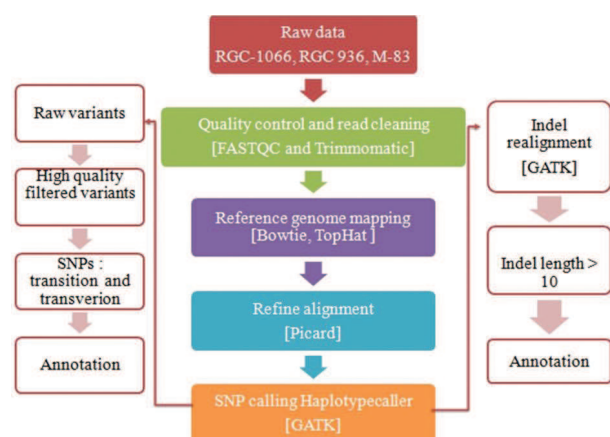 Raw data
RGC-1066, RGC 936, M-83
Quality control and read cleaning
[FASTQC and Trimmomatic]
Reference genome mapping
[Bowtie, TopHat ]
Refine alignment
[Picard]
SNP calling Haplotypecaller
[GATK]
Raw variants
High quality
filtered variants
SNPs :
transition and
transverion
Annotation
Indel
realignment
[GATK]
Indel length >
10
Annotation